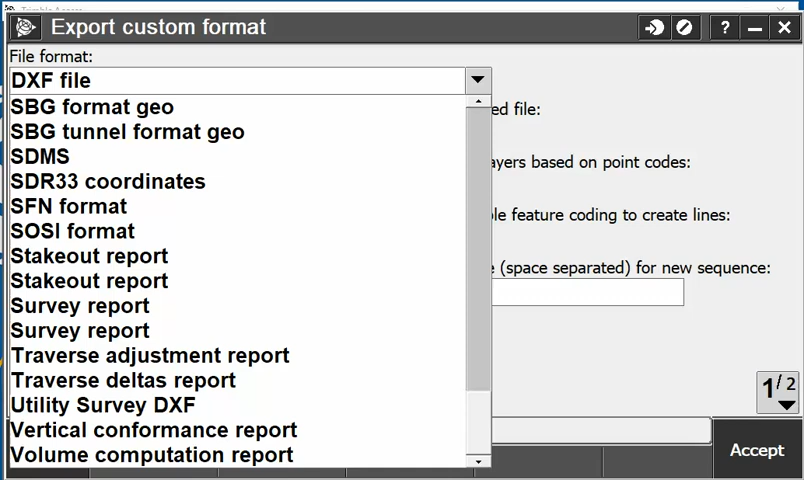 Trimble Access
Export custom format
?
File format:
DXF file
SBG format geo
SBG tunnel format geo
SDMS
SDR33 coordinates
SFN format
SOSI format
Stakeout report
Stakeout report
Survey report
Survey report
Traverse adjustment report
Traverse deltas report
Utility Survey DXF
Vertical conformance report
Volume computation report
ed file:
ayers based on point codes:
le feature coding to create lines:
e (space separated) for new sequence:
1/2
Accept